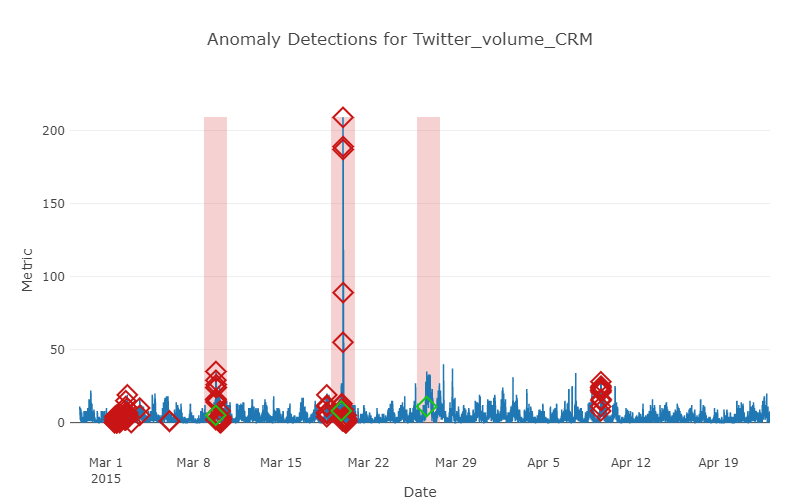 Anomaly Detections for Twitter_volume_CRM
200
150
100
50
0
Metric
Mar 1
2015
Mar 8
Mar 15
Mar 22
Mar 29
Apr 5
Apr 12
Apr 19
Date